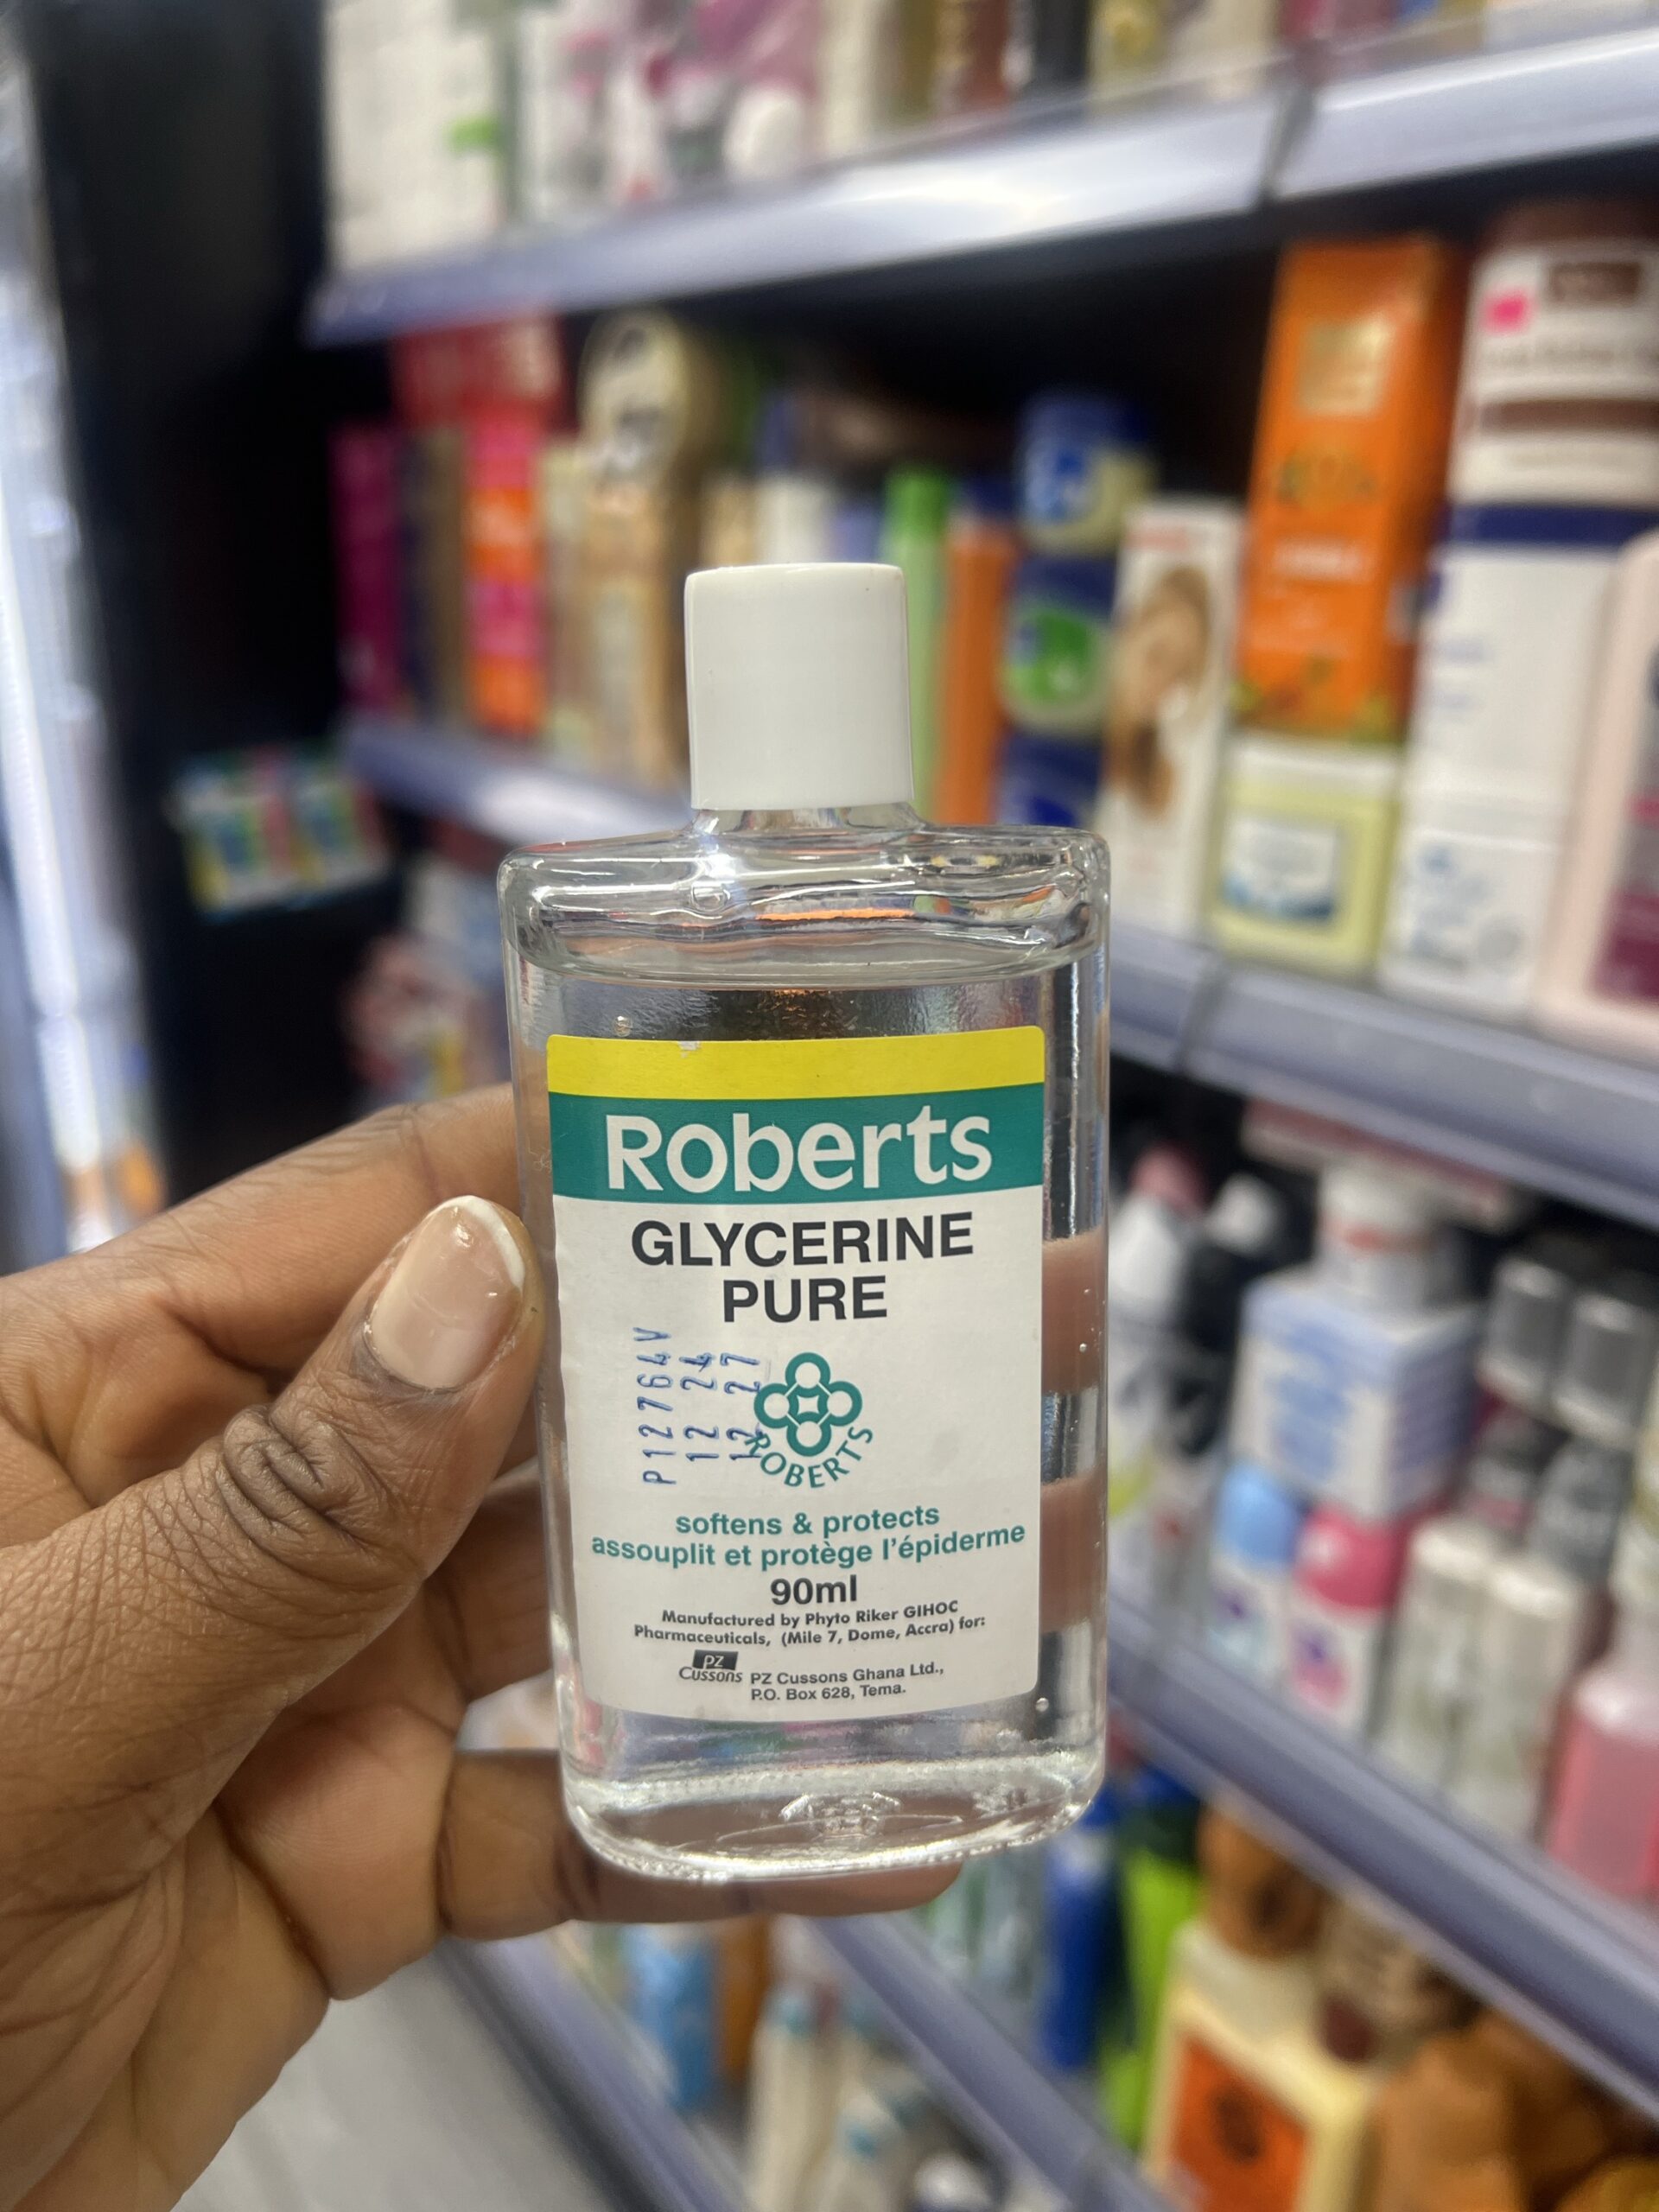 Roberts
GLYCERINE
PURE
P12764V
12 24
12 27
ROBERTS
softens & protects
assouplit et protège l'épiderme
90ml
Manufactured by Phyto Riker GIHOC
Pharmaceuticals, (Mile 7, Dome, Accra) for:
PZ
Cussons
PZ Cussons Ghana Ltd.,
P.O. Box 628, Tema.